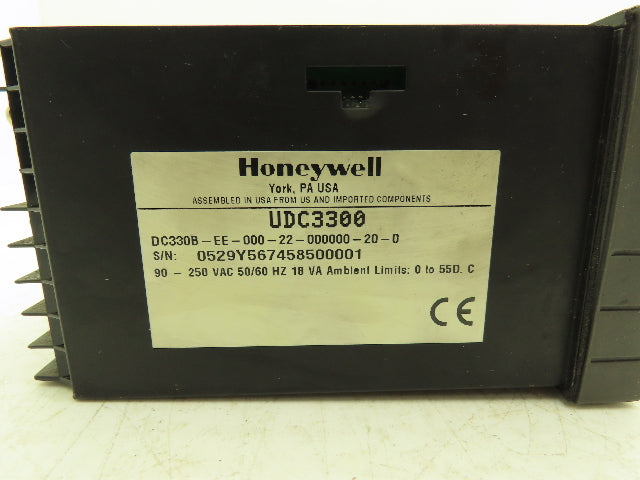 Honeywell
York, PA USA
ASSEMBLED IN USA FROM US AND IMPORTED COMPONENTS
UDC3300
DC330B-EE-000-22-000000-20-0
S/N: 0529Y567458500001
90 - 250 VAC 50/60 HZ 18 VA Ambient Limits: 0 to 55D. C
CE